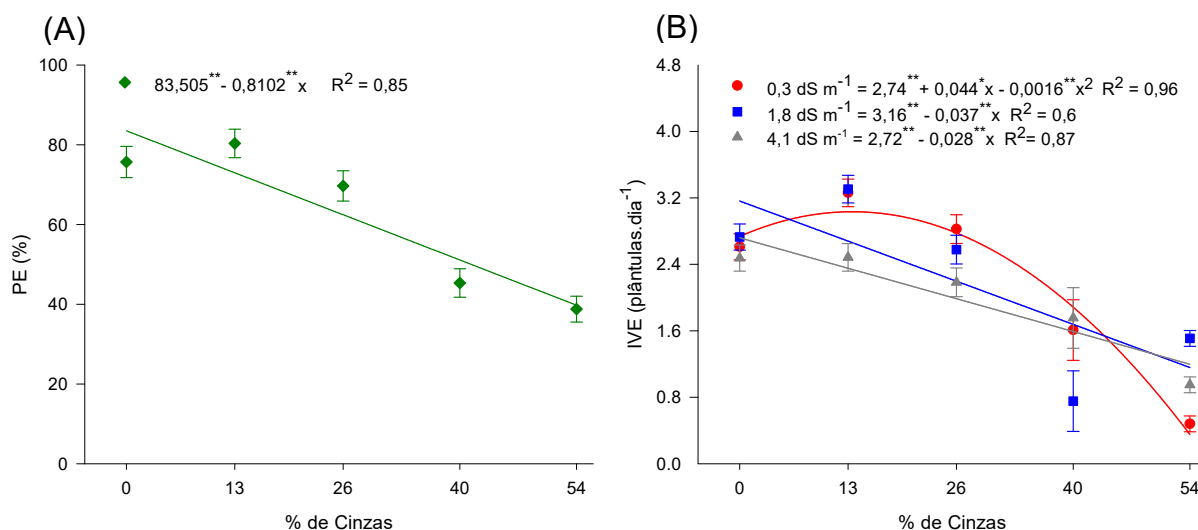 (A)
83,505** - 0,8102**x R² = 0,85
100
80
60
40
20
0
PE (%)
0 13 26 40 54
% de Cinzas
(B)
0,3 dS m⁻¹ = 2,74** + 0,044*x - 0,0016**x² R² = 0,96
1,8 dS m⁻¹ = 3,16** - 0,037**x R² = 0,6
4,1 dS m⁻¹ = 2,72** - 0,028**x R²= 0,87
4.8
4.0
3.2
2.4
1.6
0.8
0.0
IVE (plântulas.dia⁻¹)
0 13 26 40 54
% de Cinzas